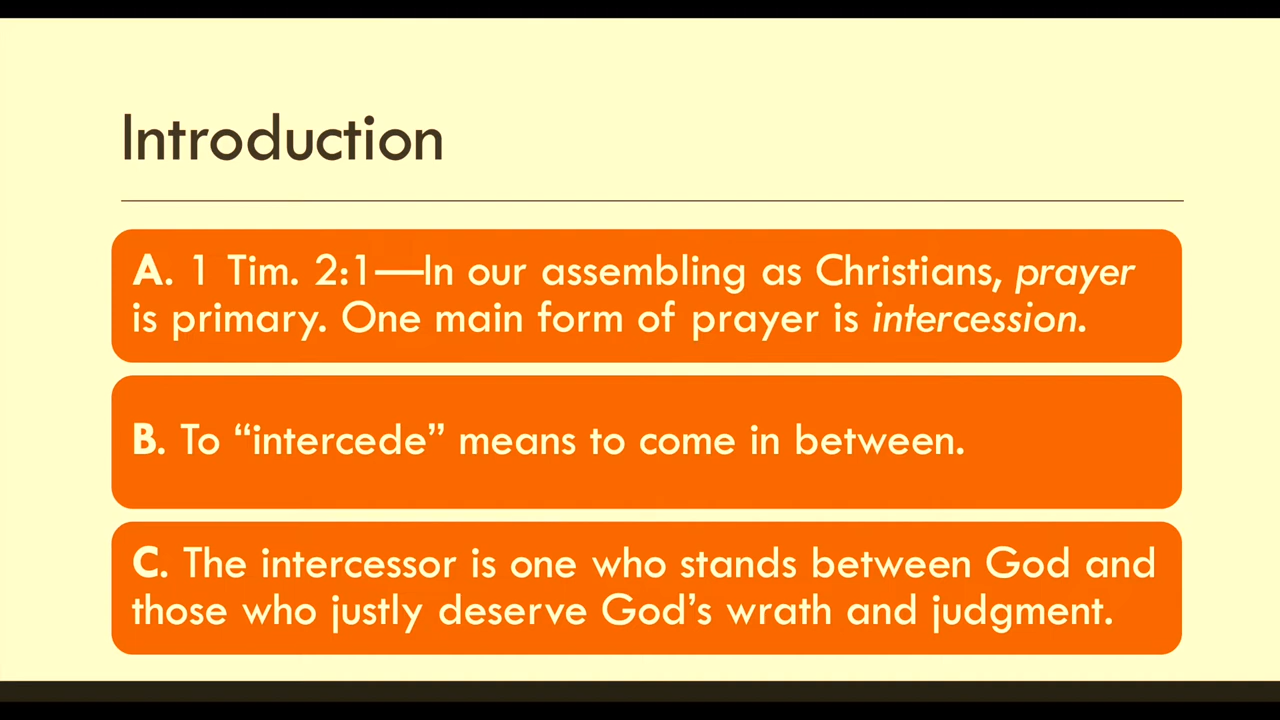 Introduction
A. 1 Tim. 2:1—In our assembling as Christians, prayer
is primary. One main form of prayer is intercession.
B. To “intercede” means to come in between.
C. The intercessor is one who stands between God and
those who justly deserve God’s wrath and judgment.